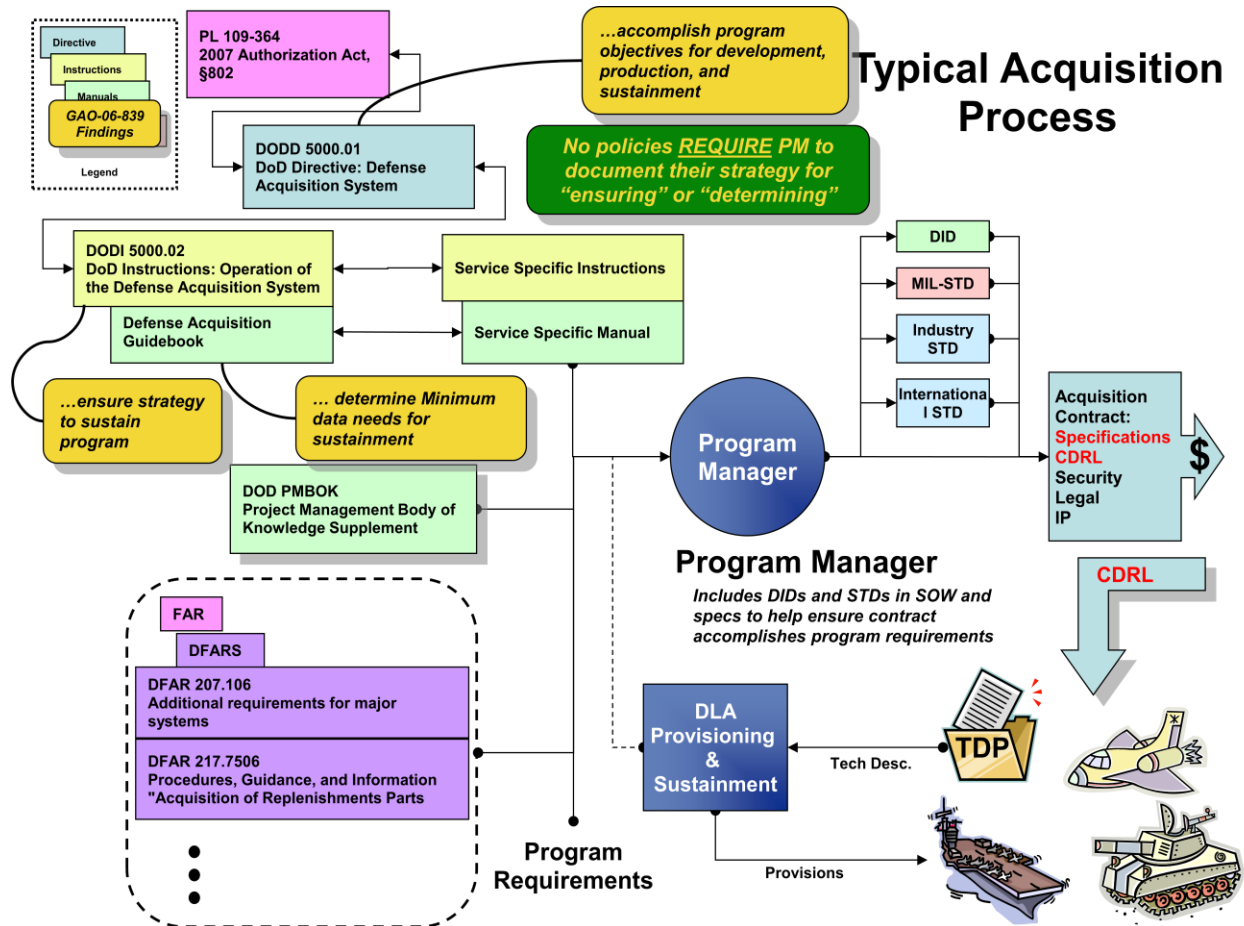 Typical Acquisition
Process
Directive
Instructions
Manuals
GAO-06-839
Findings
Legend
PL 109-364
2007 Authorization Act,
§802
…accomplish program
objectives for development,
production, and
sustainment
DODD 5000.01
DoD Directive: Defense
Acquisition System
No policies REQUIRE PM to
document their strategy for
“ensuring” or “determining”
DODI 5000.02
DoD Instructions: Operation of
the Defense Acquisition System
Service Specific Instructions
Defense Acquisition
Guidebook
Service Specific Manual
…ensure strategy
to sustain
program
… determine Minimum
data needs for
sustainment
DID
MIL-STD
Industry
STD
Internationa
l STD
Program
Manager
Acquisition
Contract:
Specifications
CDRL
Security
Legal
IP
$
DOD PMBOK
Project Management Body of
Knowledge Supplement
Program Manager
Includes DIDs and STDs in SOW and
specs to help ensure contract
accomplishes program requirements
CDRL
FAR
DFARS
DFAR 207.106
Additional requirements for major
systems
DFAR 217.7506
Procedures, Guidance, and Information
"Acquisition of Replenishments Parts
DLA
Provisioning
&
Sustainment
Tech Desc.
TDP
Provisions
Program
Requirements